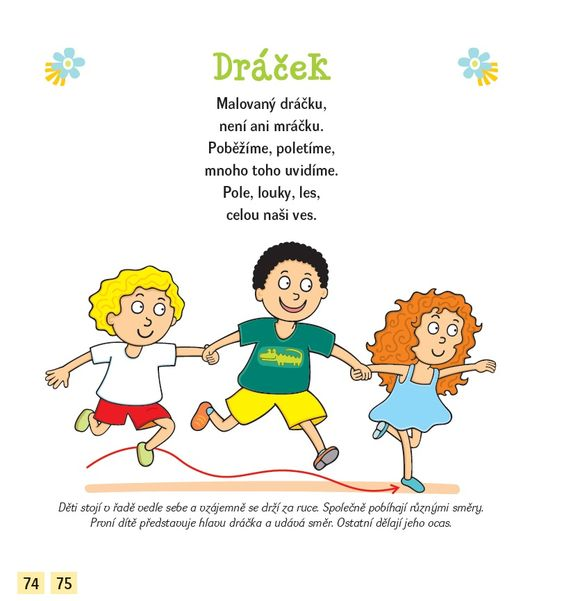 Dráček
Malovaný dráčku,
není ani mráčku.
Poběžíme, poletíme,
mnoho toho uvidíme.
Pole, louky, les,
celou naši ves.
Děti stojí v řadě vedle sebe a vzájemně se drží za ruce. Společně pobíhají různými směry.
První dítě představuje hlavu dráčka a udává směr. Ostatní dělají jeho ocas.
74 75